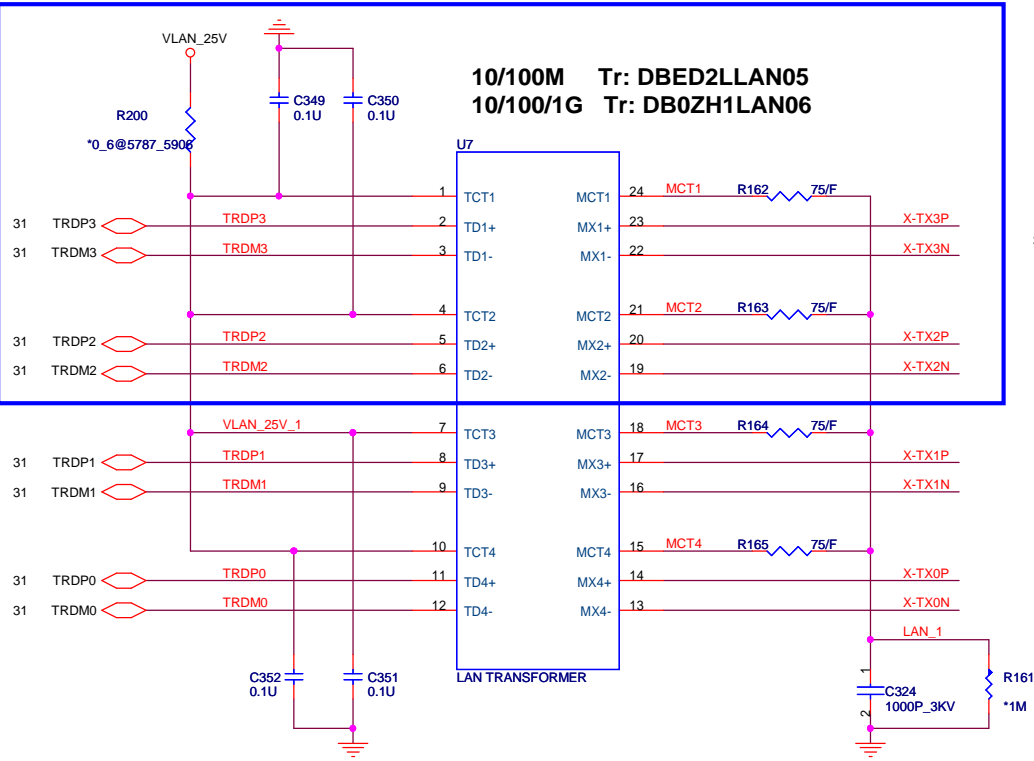 VLAN_25V
10/100M Tr: DBED2LLAN05
10/100/1G Tr: DB0ZH1LAN06
C349
0.1U
C350
0.1U
R200
*0_6@5787_5906
U7
1 TCT1 MCT1 24 MCT1 R162 75/F
31 TRDP3 TRDP3 2 TD1+ MX1+ 23 X-TX3P
31 TRDM3 TRDM3 3 TD1- MX1- 22 X-TX3N
4 TCT2 MCT2 21 MCT2 R163 75/F
31 TRDP2 TRDP2 5 TD2+ MX2+ 20 X-TX2P
31 TRDM2 TRDM2 6 TD2- MX2- 19 X-TX2N
VLAN_25V_1 7 TCT3 MCT3 18 MCT3 R164 75/F
31 TRDP1 TRDP1 8 TD3+ MX3+ 17 X-TX1P
31 TRDM1 TRDM1 9 TD3- MX3- 16 X-TX1N
10 TCT4 MCT4 15 MCT4 R165 75/F
31 TRDP0 TRDP0 11 TD4+ MX4+ 14 X-TX0P
31 TRDM0 TRDM0 12 TD4- MX4- 13 X-TX0N
LAN_1
C352
0.1U
C351
0.1U
LAN TRANSFORMER
1
C324
1000P_3KV
2
R161
*1M